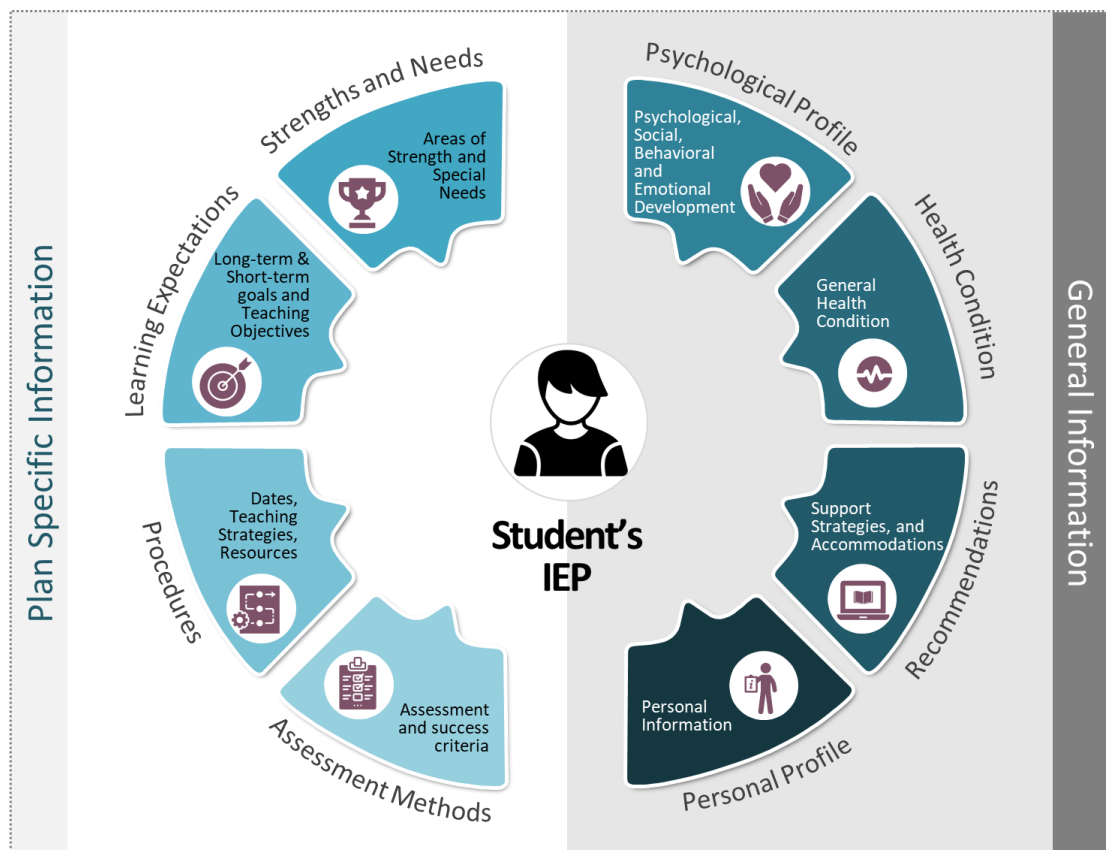 Plan Specific Information
Strengths and Needs
Areas of
Strength and
Special
Needs
Learning Expectations
Long-term &
Short-term
goals and
Teaching
Objectives
Procedures
Dates,
Teaching
Strategies,
Resources
Assessment Methods
Assessment
and success
criteria
Student's
IEP
Psychological Profile
Psychological,
Social,
Behavioral
and
Emotional
Development
Health Condition
General
Health
Condition
Recommendations
Support
Strategies, and
Accommodations
Personal Profile
i
Personal
Information
General Information